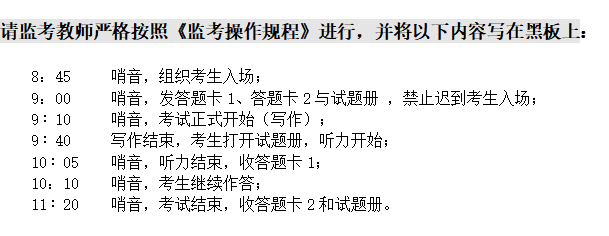 请监考教师严格按照《监考操作规程》进行，并将以下内容写在黑板上：
8：45 哨音，组织考生入场；
9：00 哨音，发答题卡1、答题卡2与试题册 ，禁止迟到考生入场；
9：10 哨音，考试正式开始（写作）；
9：40 写作结束，考生打开试题册，听力开始；
10：05 哨音，听力结束，收答题卡1；
10：10 哨音，考生继续作答；
11：20 哨音，考试结束，收答题卡2和试题册。